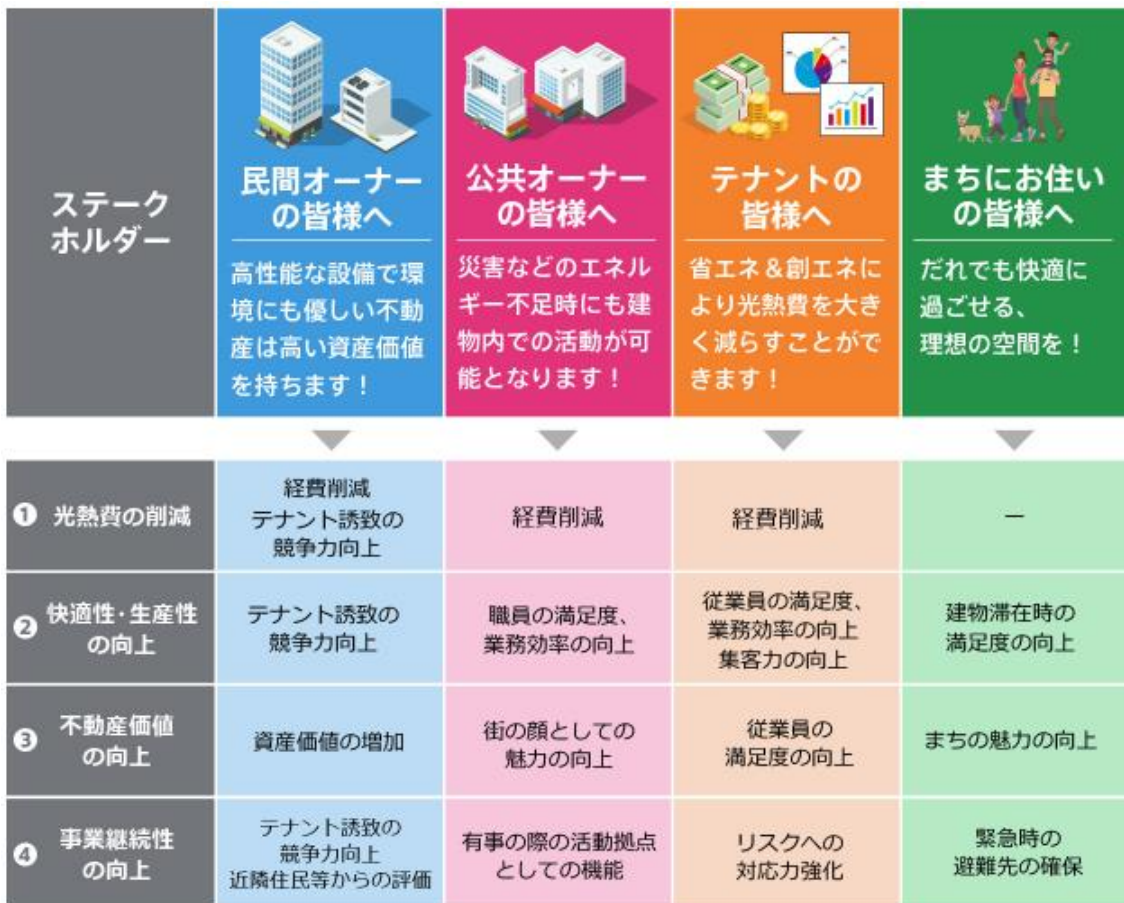 ステーク
ホルダー
民間オーナー
の皆様へ
高性能な設備で環
境にも優しい不動
産は高い資産価値
を持ちます！
公共オーナー
の皆様へ
災害などのエネル
ギー不足時にも建
物内での活動が可
能となります！
テナントの
皆様へ
省エネ＆創エネに
より光熱費を大き
く減らすことがで
きます！
まちにお住い
の皆様へ
だれでも快適に
過ごせる、
理想の空間を！
❶ 光熱費の削減
経費削減
テナント誘致の
競争力向上
経費削減
経費削減
―
❷ 快適性・生産性
の向上
テナント誘致の
競争力向上
職員の満足度、
業務効率の向上
従業員の満足度、
業務効率の向上
集客力の向上
建物滞在時の
満足度の向上
❸ 不動産価値
の向上
資産価値の増加
街の顔としての
魅力の向上
従業員の
満足度の向上
まちの魅力の向上
❹ 事業継続性
の向上
テナント誘致の
競争力向上
近隣住民等からの評価
有事の際の活動拠点
としての機能
リスクへの
対応力強化
緊急時の
避難先の確保